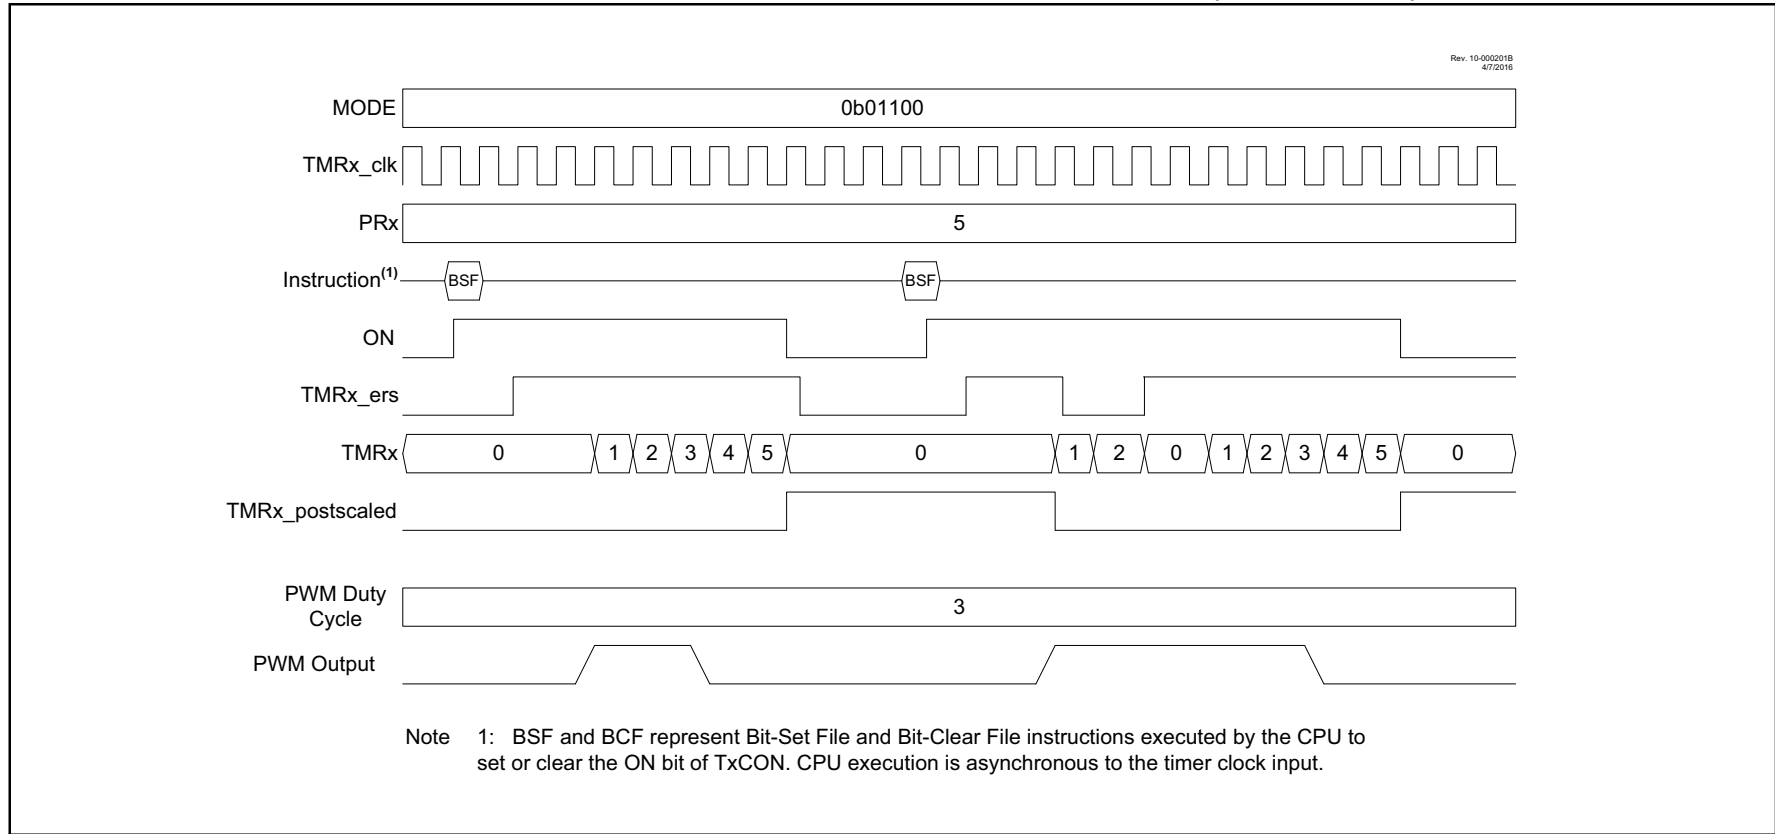 Rev. 10-000201B
4/7/2016
MODE 0b01100
TMRx_clk
PRx 5
Instruction(1) BSF BSF
ON
TMRx_ers
TMRx 0 1 2 3 4 5 0 1 2 0 1 2 3 4 5 0
TMRx_postscaled
PWM Duty
Cycle 3
PWM Output
Note 1: BSF and BCF represent Bit-Set File and Bit-Clear File instructions executed by the CPU to
set or clear the ON bit of TxCON. CPU execution is asynchronous to the timer clock input.